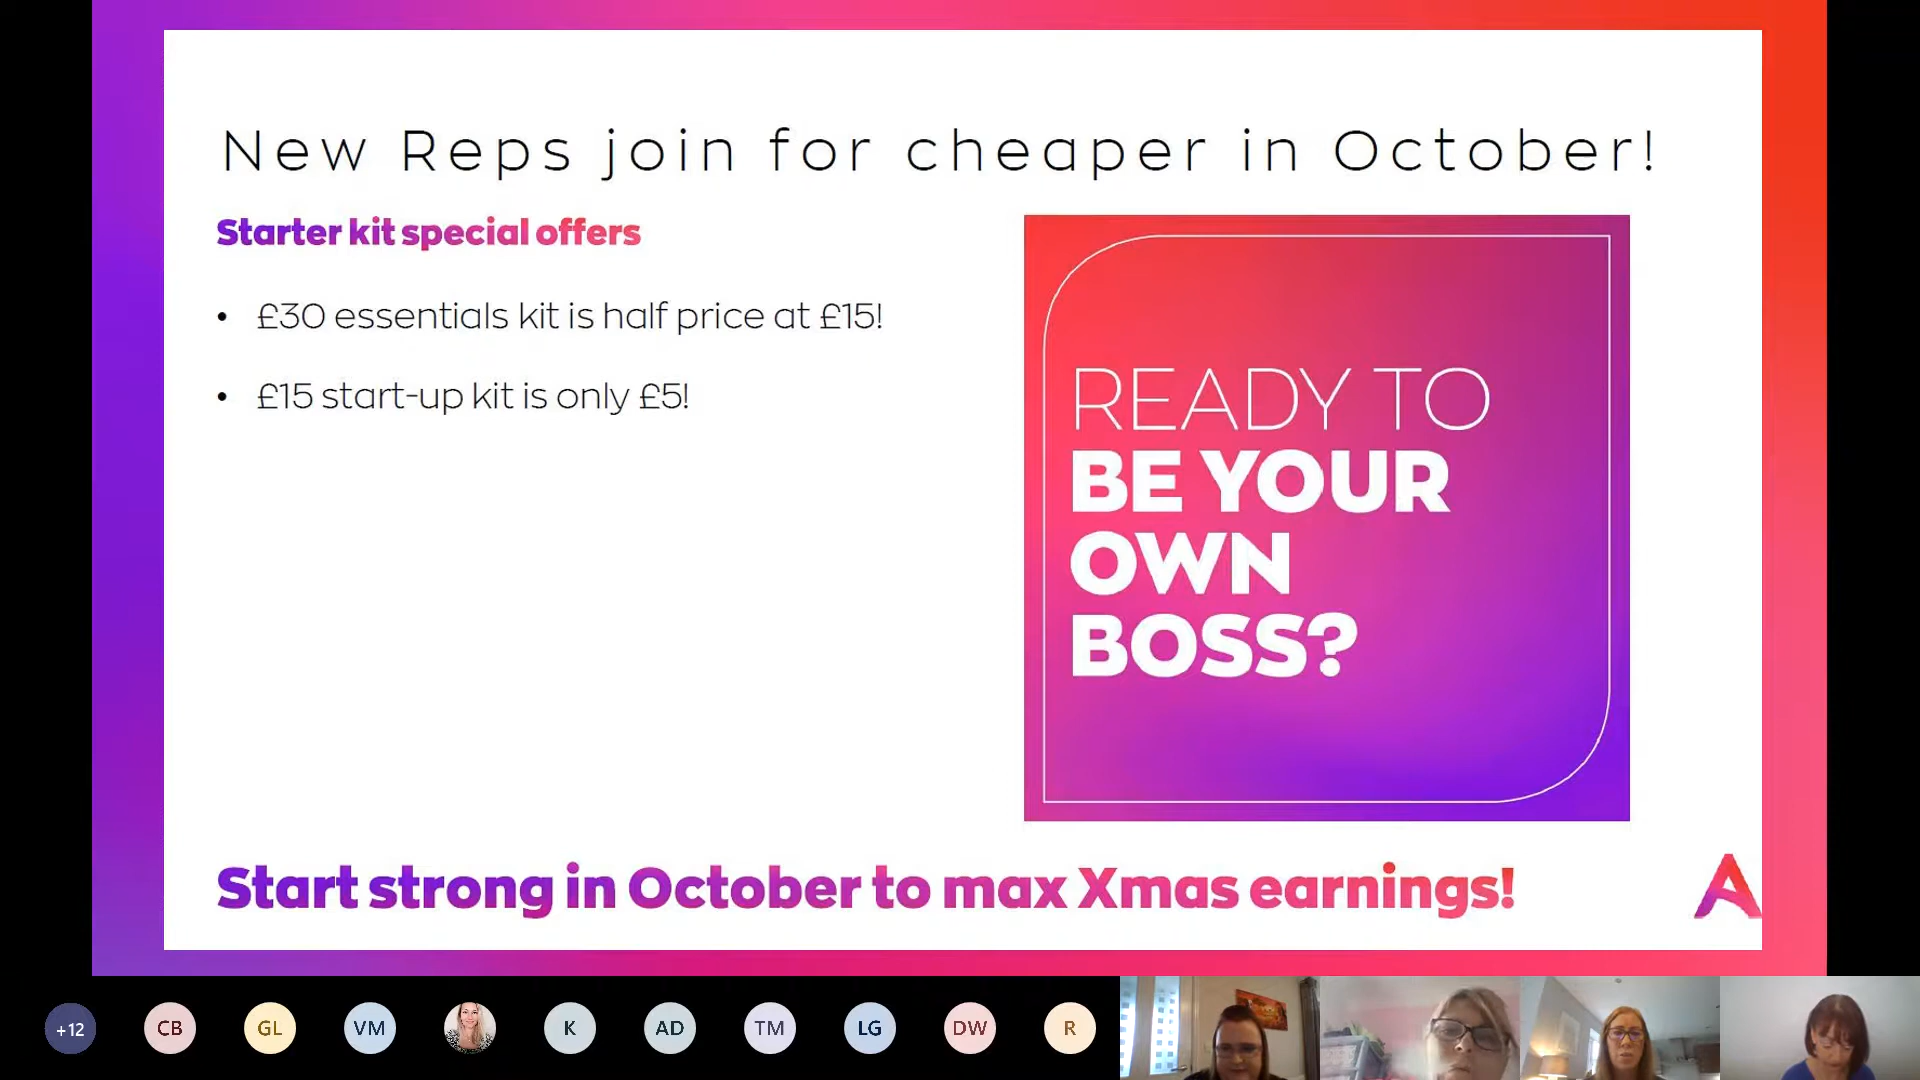 New Reps join for cheaper in October!
Starter kit special offers
• £30 essentials kit is half price at £15!
• £15 start-up kit is only £5!
READY TO
BE YOUR
OWN
BOSS?
Start strong in October to max Xmas earnings!
A
+12 CB GL VM K AD TM LG DW R